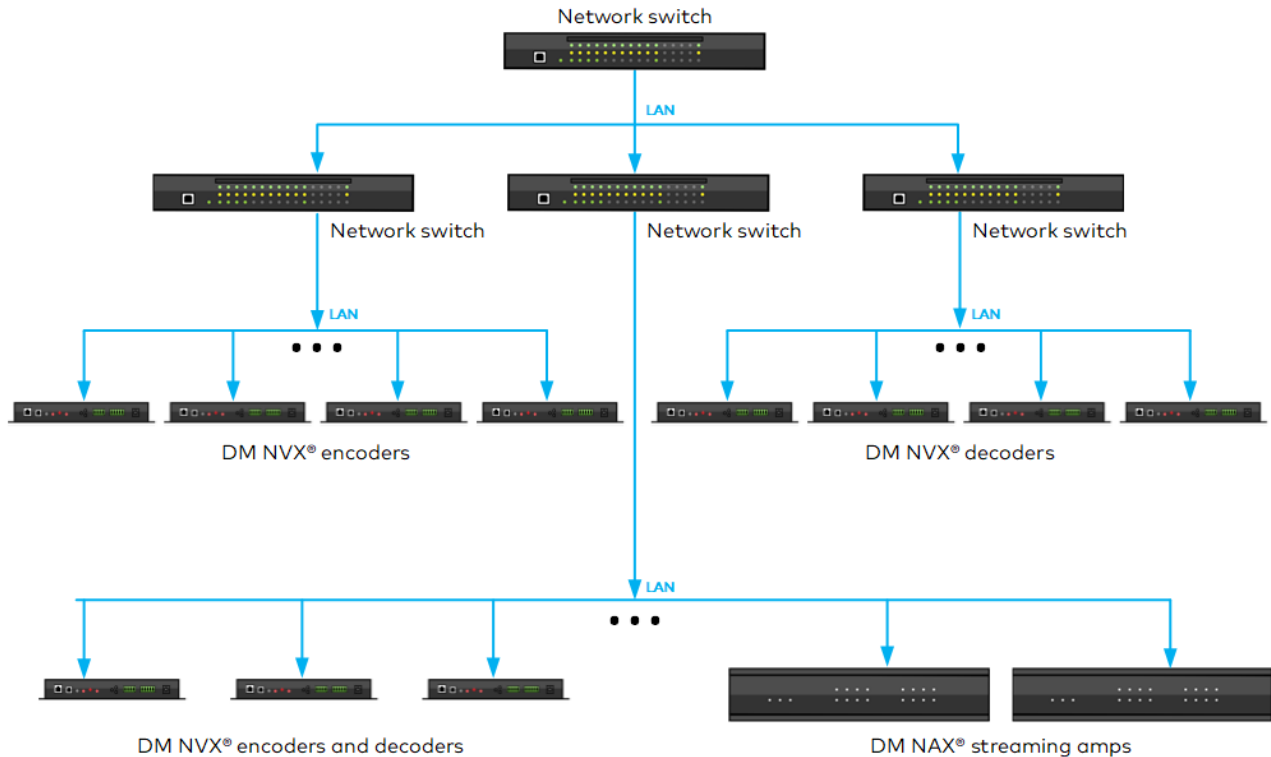 Network switch
LAN
Network switch
Network switch
Network switch
LAN
LAN
DM NVX® encoders
DM NVX® decoders
LAN
DM NVX® encoders and decoders
DM NAX® streaming amps